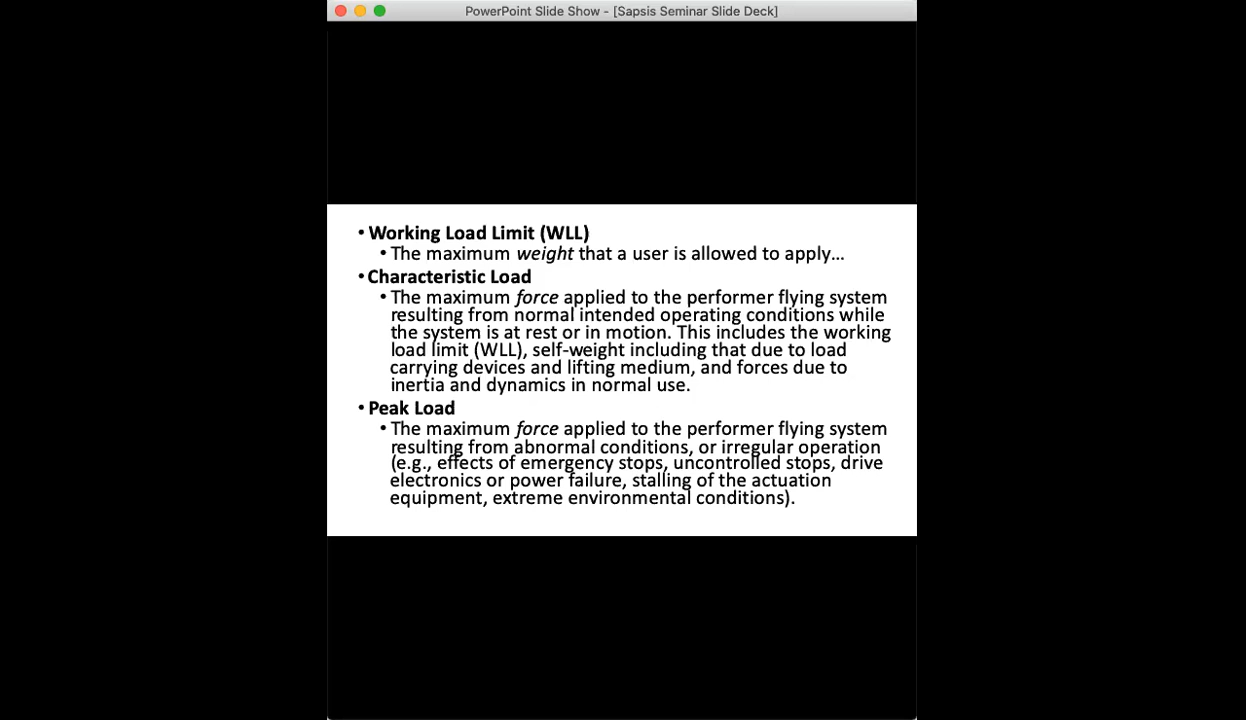 PowerPoint Slide Show - [Sapsis Seminar Slide Deck]
• Working Load Limit (WLL)
• The maximum weight that a user is allowed to apply...
• Characteristic Load
• The maximum force applied to the performer flying system
resulting from normal intended operating conditions while
the system is at rest or in motion. This includes the working
load limit (WLL), self-weight including that due to load
carrying devices and lifting medium, and forces due to
inertia and dynamics in normal use.
• Peak Load
• The maximum force applied to the performer flying system
resulting from abnormal conditions, or irregular operation
(e.g., effects of emergency stops, uncontrolled stops, drive
electronics or power failure, stalling of the actuation
equipment, extreme environmental conditions).